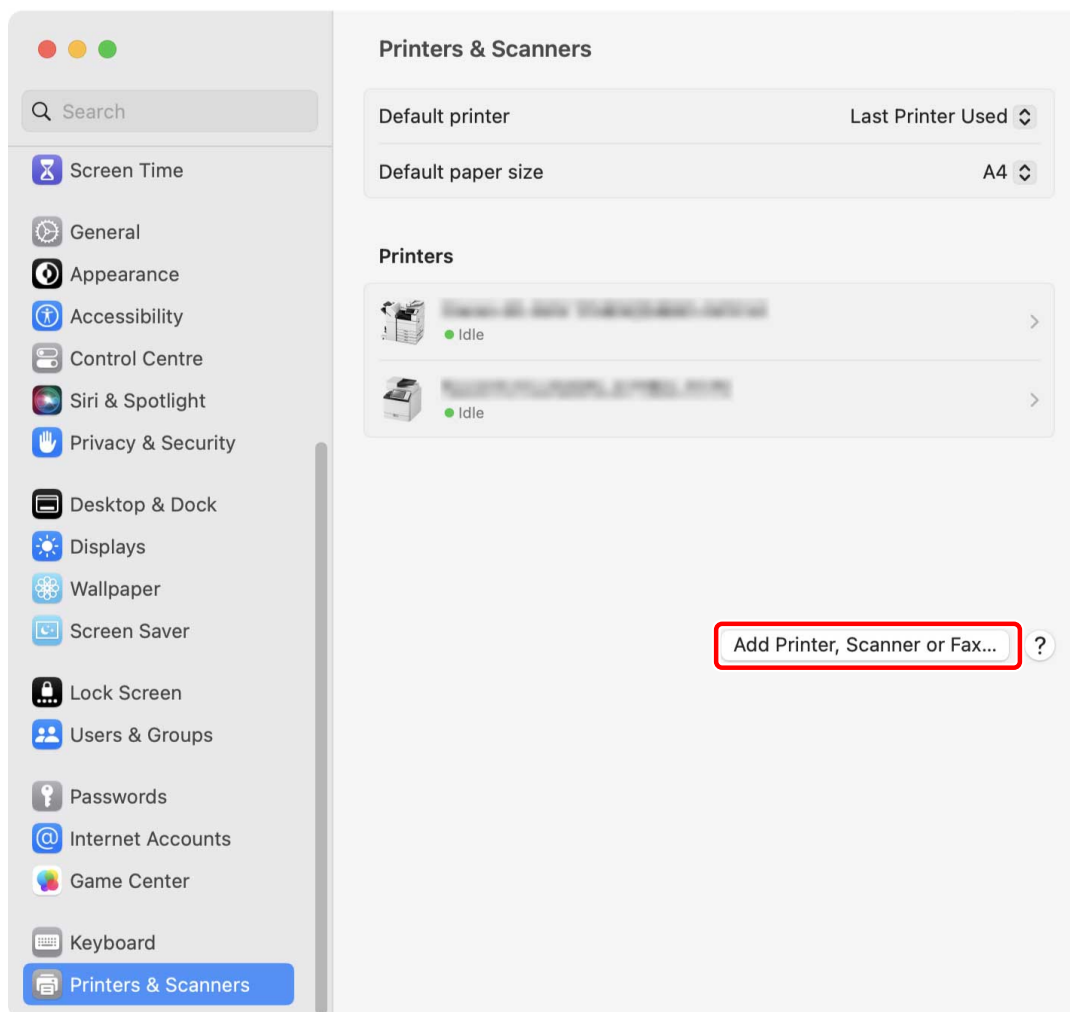 Search
Screen Time
General
Appearance
Accessibility
Control Centre
Siri & Spotlight
Privacy & Security
Desktop & Dock
Displays
Wallpaper
Screen Saver
Lock Screen
Users & Groups
Passwords
Internet Accounts
Game Center
Keyboard
Printers & Scanners
Printers & Scanners
Default printer Last Printer Used
Default paper size A4
Printers
Idle
Idle
Add Printer, Scanner or Fax... ?